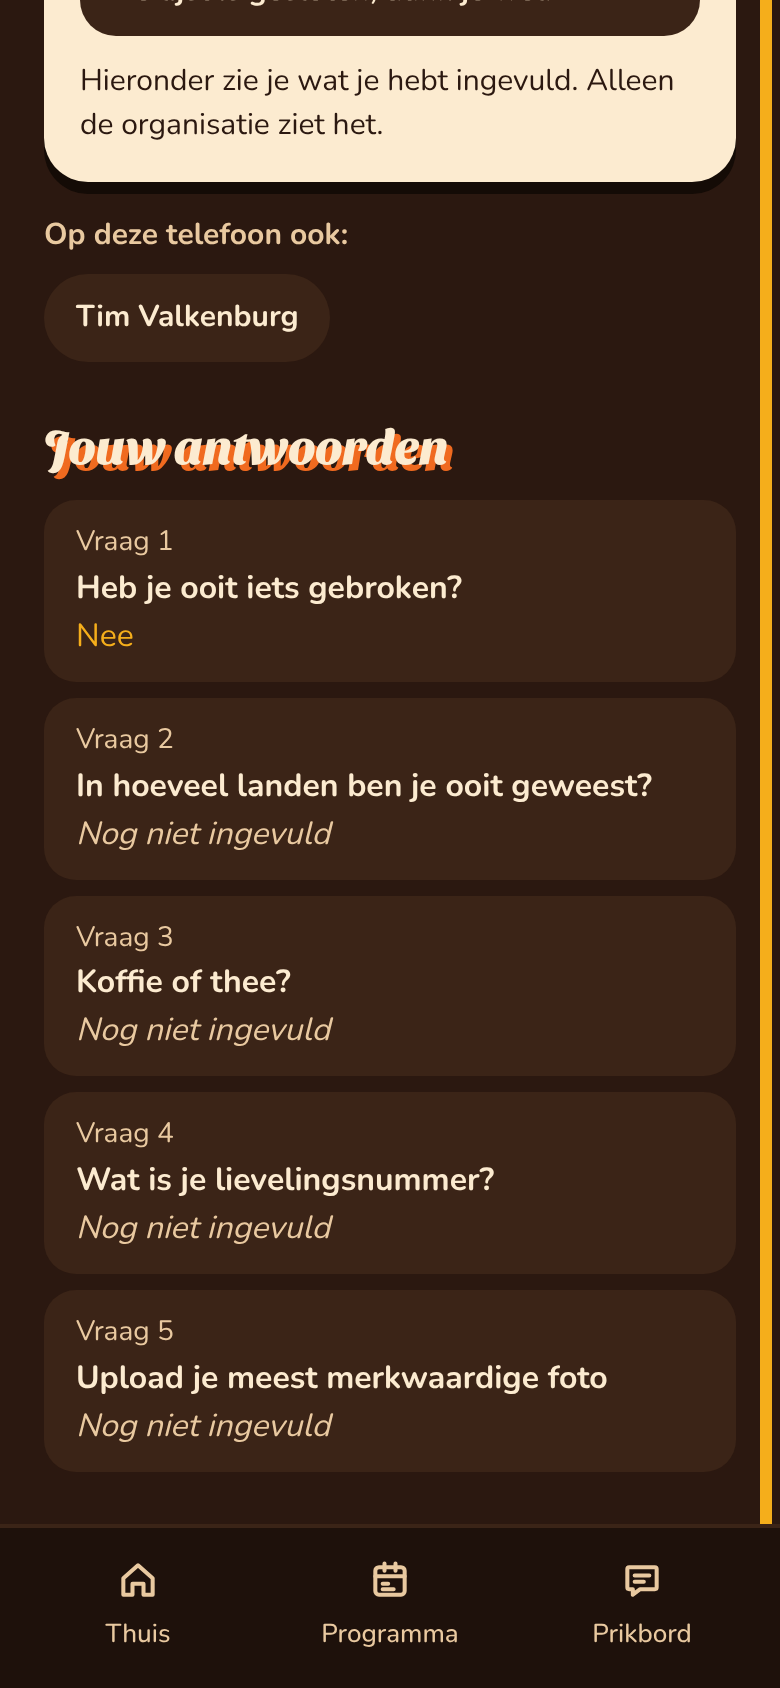 Hieronder zie je wat je hebt ingevuld. Alleen
de organisatie ziet het.
Op deze telefoon ook:
Tim Valkenburg
Jouw antwoorden
Vraag 1
Heb je ooit iets gebroken?
Nee
Vraag 2
In hoeveel landen ben je ooit geweest?
Nog niet ingevuld
Vraag 3
Koffie of thee?
Nog niet ingevuld
Vraag 4
Wat is je lievelingsnummer?
Nog niet ingevuld
Vraag 5
Upload je meest merkwaardige foto
Nog niet ingevuld
Thuis
Programma
Prikbord